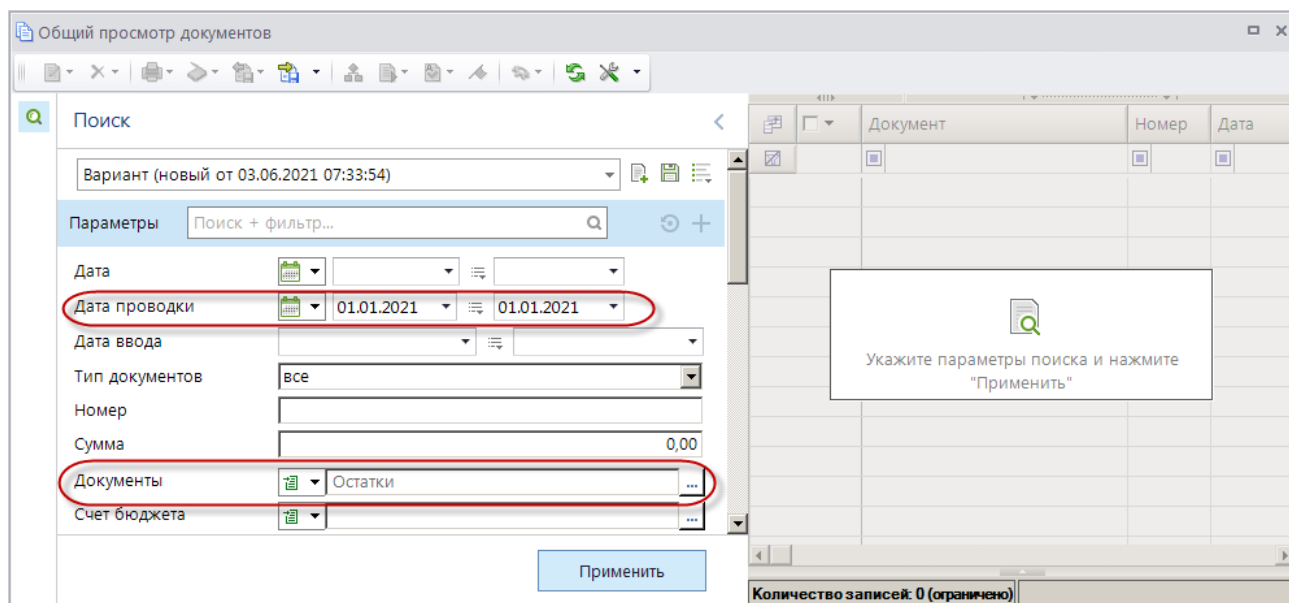 Общий просмотр документов
Поиск
Вариант (новый от 03.06.2021 07:33:54)
Параметры Поиск + фильтр...
Дата
Дата проводки 01.01.2021 01.01.2021
Дата ввода
Тип документов все
Номер
Сумма 0,00
Документы Остатки ...
Счет бюджета ...
Применить
Документ Номер Дата
Укажите параметры поиска и нажмите
"Применить"
Количество записей: 0 (ограничено)